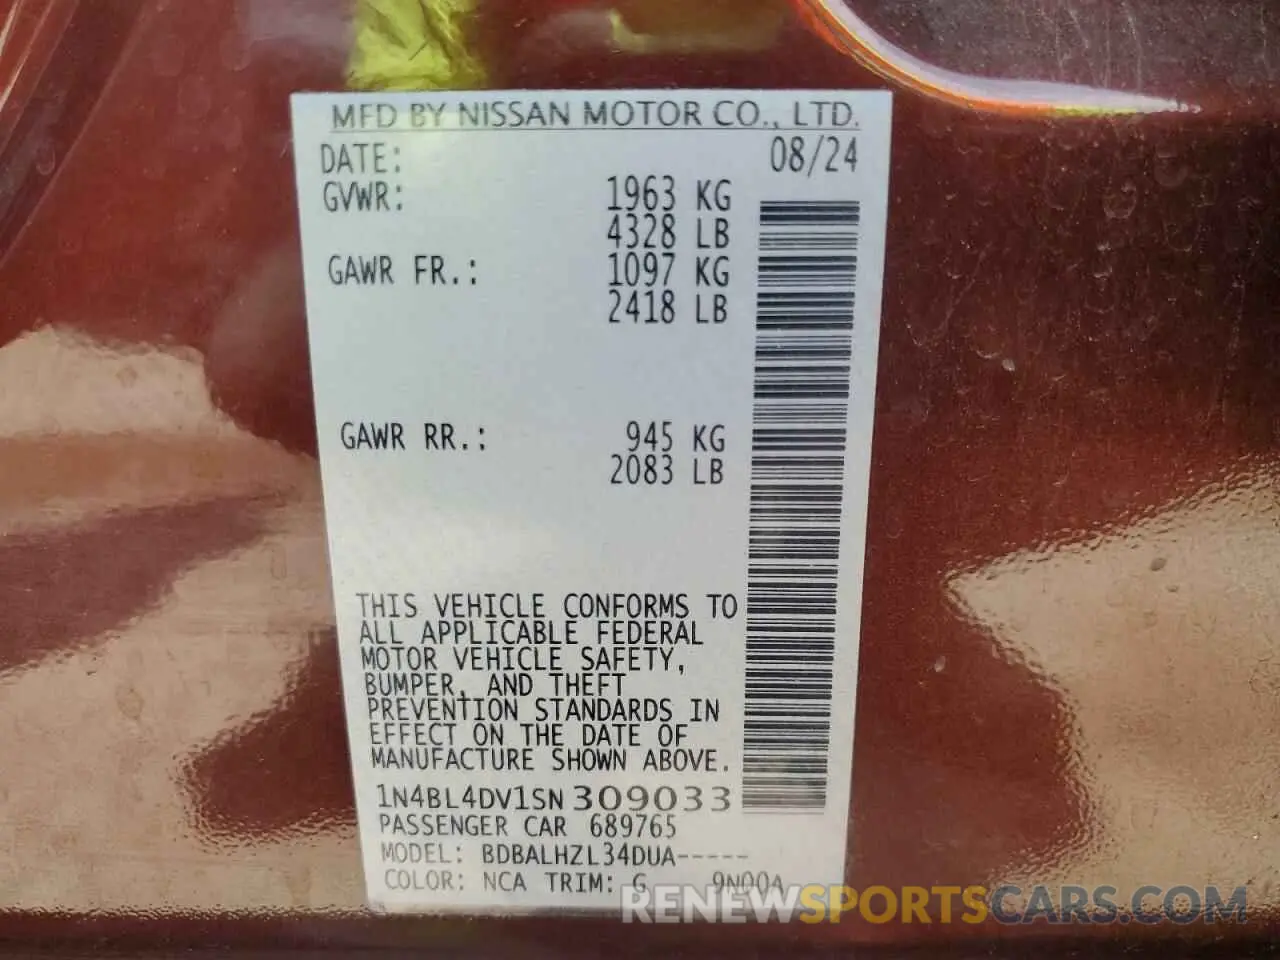 MFD BY NISSAN MOTOR CO., LTD.
DATE: 08/24
GVWR: 1963 KG
4328 LB
GAWR FR.: 1097 KG
2418 LB
GAWR RR.: 945 KG
2083 LB
THIS VEHICLE CONFORMS TO
ALL APPLICABLE FEDERAL
MOTOR VEHICLE SAFETY,
BUMPER, AND THEFT
PREVENTION STANDARDS IN
EFFECT ON THE DATE OF
MANUFACTURE SHOWN ABOVE.
1N4BL4DV1SN309033
PASSENGER CAR 689765
MODEL: BDBALHZL34DUA-----
COLOR: NCA TRIM: G 9N00A
RENEWSPORTSCARS.COM